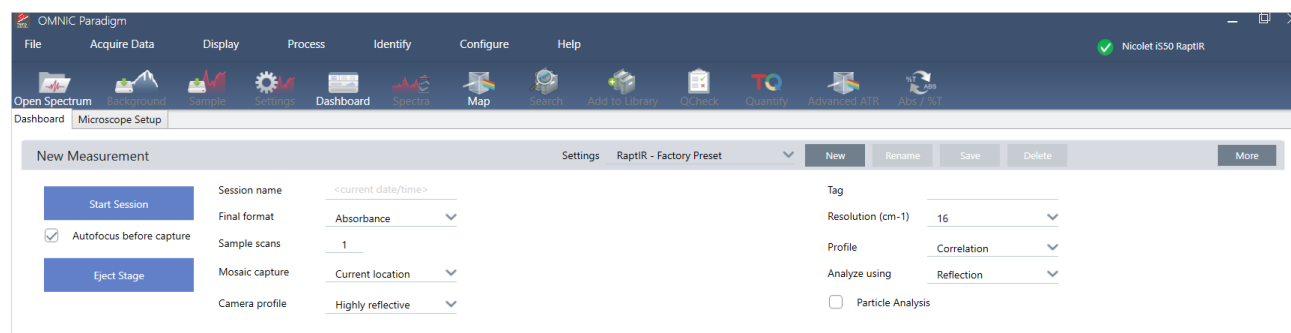 OMNIC Paradigm
File Acquire Data Display Process Identify Configure Help
Nicolet iS50 RaptIR
Open Spectrum Background Sample Settings Dashboard Spectra Map Search Add to Library QCheck Quantify Advanced ATR Abs / %T
Dashboard Microscope Setup
New Measurement Settings RaptIR - Factory Preset New Rename Save Delete More
Start Session Session name <current date/time> Tag
Final format Absorbance Resolution (cm-1) 16
Autofocus before capture Sample scans 1 Profile Correlation
Eject Stage Mosaic capture Current location Analyze using Reflection
Camera profile Highly reflective Particle Analysis